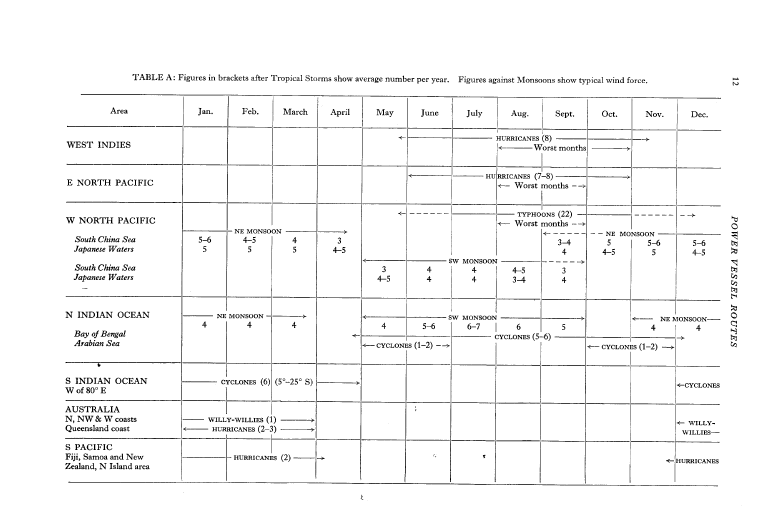 TABLE A: Figures in brackets after Tropical Storms show average number per year. Figures against Monsoons show typical wind force.
12
Area Jan. Feb. March April May June July Aug. Sept. Oct. Nov. Dec.
HURRICANES (8)
WEST INDIES
Worst months
HURRICANES (7–8)
E NORTH PACIFIC
Worst months
TYPHOONS (22)
W NORTH PACIFIC
Worst months
NE MONSOON NE MONSOON
South China Sea 5–6 4–5 4 3 3–4 5 5–6 5–6
Japanese Waters 5 5 5 4–5 4 4–5 5 4–5
SW MONSOON
South China Sea 3 4 4 4–5 3
Japanese Waters 4–5 4 4 3–4 4
N INDIAN OCEAN NE MONSOON SW MONSOON NE MONSOON
4 4 4 4 5–6 6–7 6 5 4 4
Bay of Bengal CYCLONES (5–6)
Arabian Sea CYCLONES (1–2) CYCLONES (1–2)
S INDIAN OCEAN CYCLONES (6) (5°–25° S) CYCLONES
W of 80° E
AUSTRALIA
N, NW & W coasts WILLY-WILLIES (1) WILLY-
Queensland coast HURRICANES (2–3) WILLIES
S PACIFIC
Fiji, Samoa and New HURRICANES (2) HURRICANES
Zealand, N Island area
POWER VESSEL ROUTES